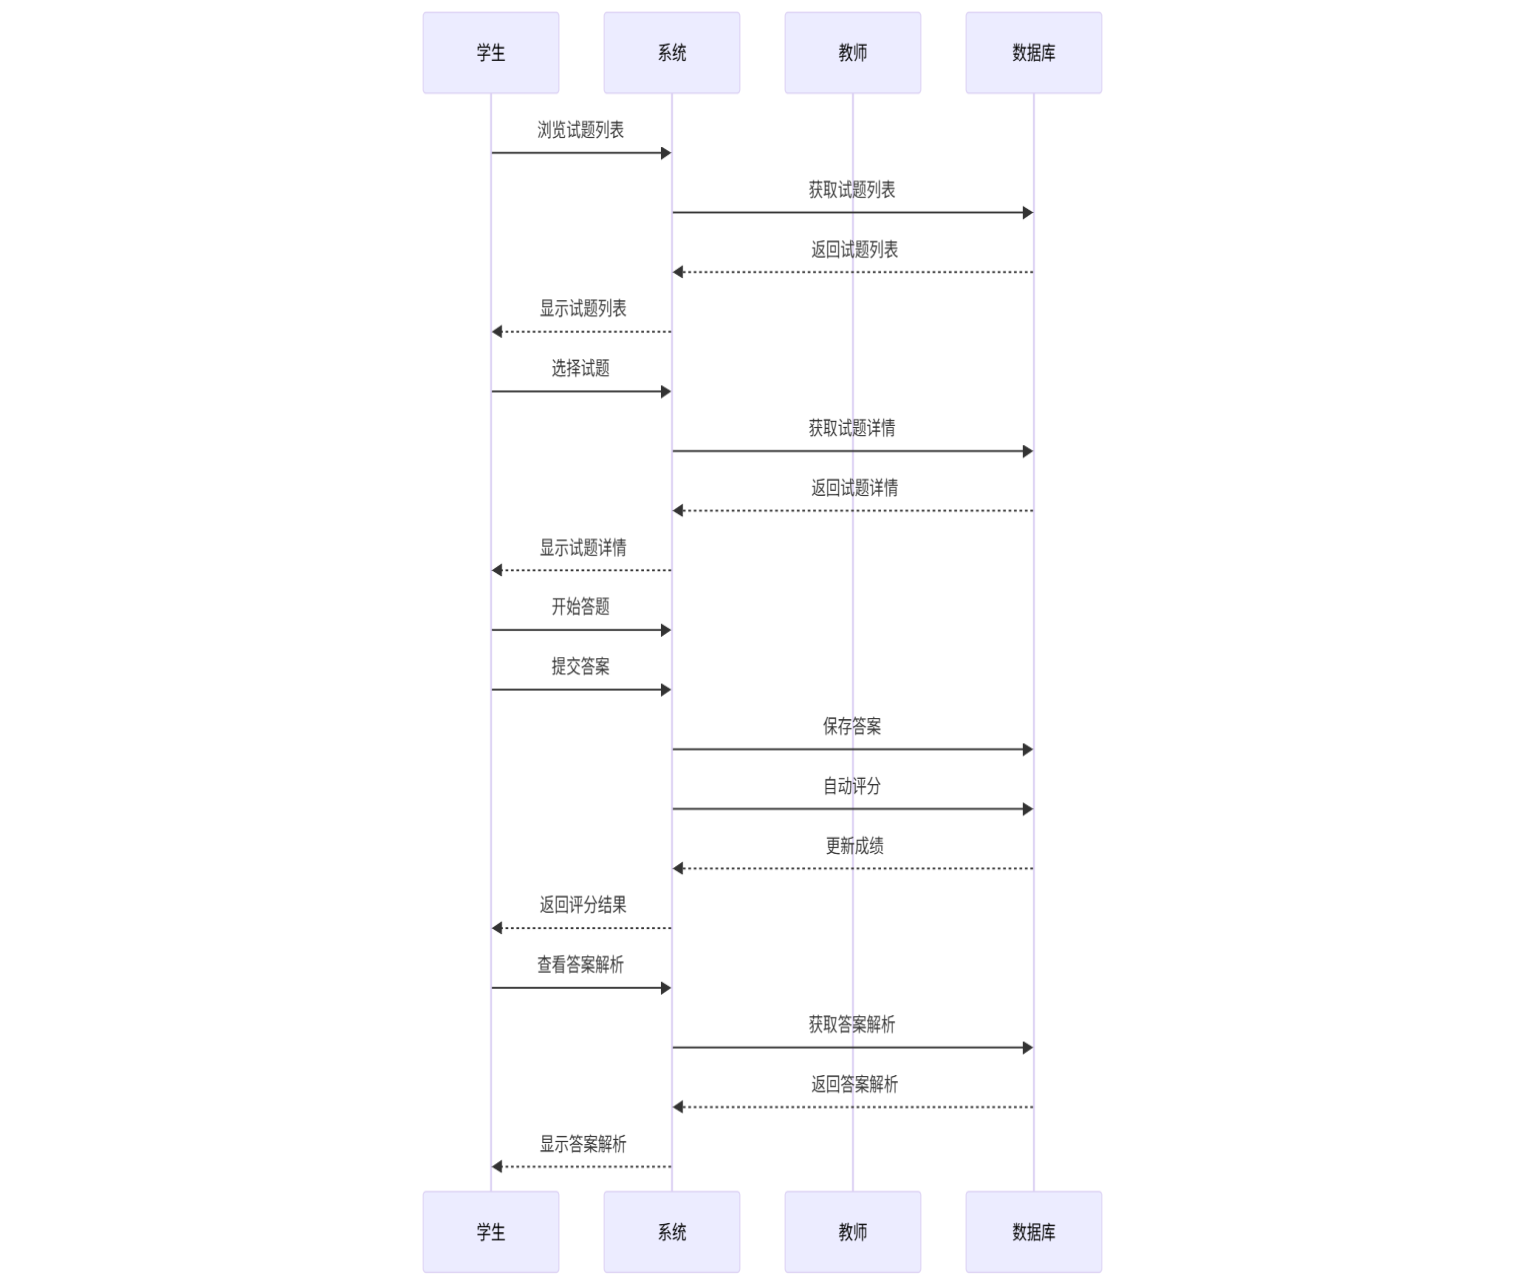 学生
系统
教师
数据库
浏览试题列表
获取试题列表
返回试题列表
显示试题列表
选择试题
获取试题详情
返回试题详情
显示试题详情
开始答题
提交答案
保存答案
自动评分
更新成绩
返回评分结果
查看答案解析
获取答案解析
返回答案解析
显示答案解析
学生
系统
教师
数据库